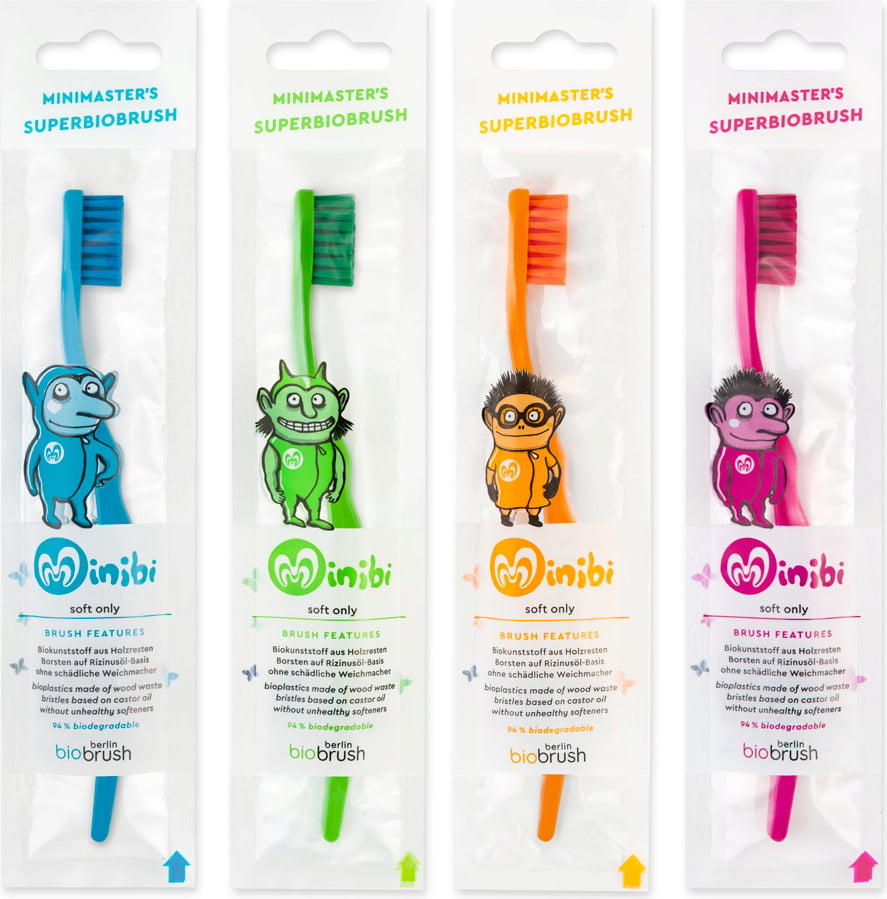 MINIMASTER'S
SUPERBIOBRUSH
Minibi
soft only
BRUSH FEATURES
Biokunststoff aus Holzresten
Borsten auf Rizinusöl-Basis
ohne schädliche Weichmacher
bioplastics made of wood waste
bristles based on castor oil
without unhealthy softeners
94 % biodegradable
berlin
biobrush
MINIMASTER'S
SUPERBIOBRUSH
Minibi
soft only
BRUSH FEATURES
Biokunststoff aus Holzresten
Borsten auf Rizinusöl-Basis
ohne schädliche Weichmacher
bioplastics made of wood waste
bristles based on castor oil
without unhealthy softeners
94 % biodegradable
berlin
biobrush
MINIMASTER'S
SUPERBIOBRUSH
Minibi
soft only
BRUSH FEATURES
Biokunststoff aus Holzresten
Borsten auf Rizinusöl-Basis
ohne schädliche Weichmacher
bioplastics made of wood waste
bristles based on castor oil
without unhealthy softeners
94 % biodegradable
berlin
biobrush
MINIMASTER'S
SUPERBIOBRUSH
Minibi
soft only
BRUSH FEATURES
Biokunststoff aus Holzresten
Borsten auf Rizinusöl-Basis
ohne schädliche Weichmacher
bioplastics made of wood waste
bristles based on castor oil
without unhealthy softeners
94 % biodegradable
berlin
biobrush